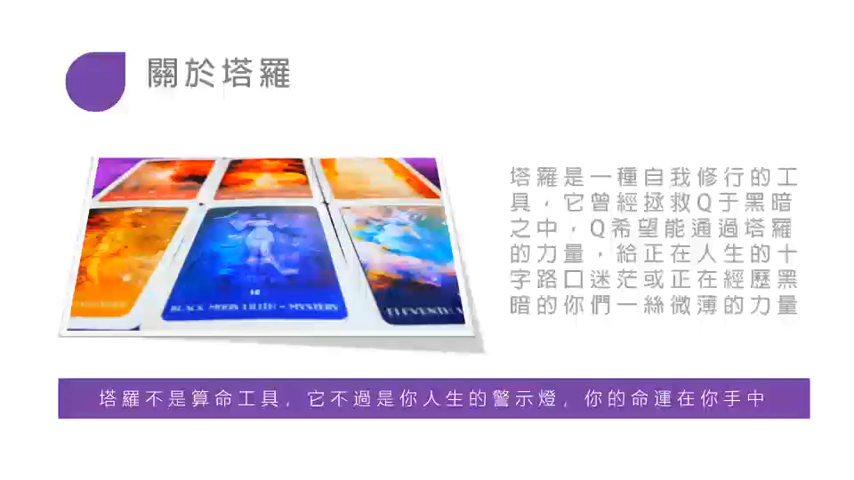 關於塔羅
塔羅是一種自我修行的工
具，它曾經拯救Q于黑暗
之中，Q希望能通過塔羅
的力量，給正在人生的十
字路口迷茫或正在經歷黑
暗的你們一絲微薄的力量
10
BLACK MOON LILITH - MYSTERY
塔羅不是算命工具，它不過是你人生的警示燈，你的命運在你手中